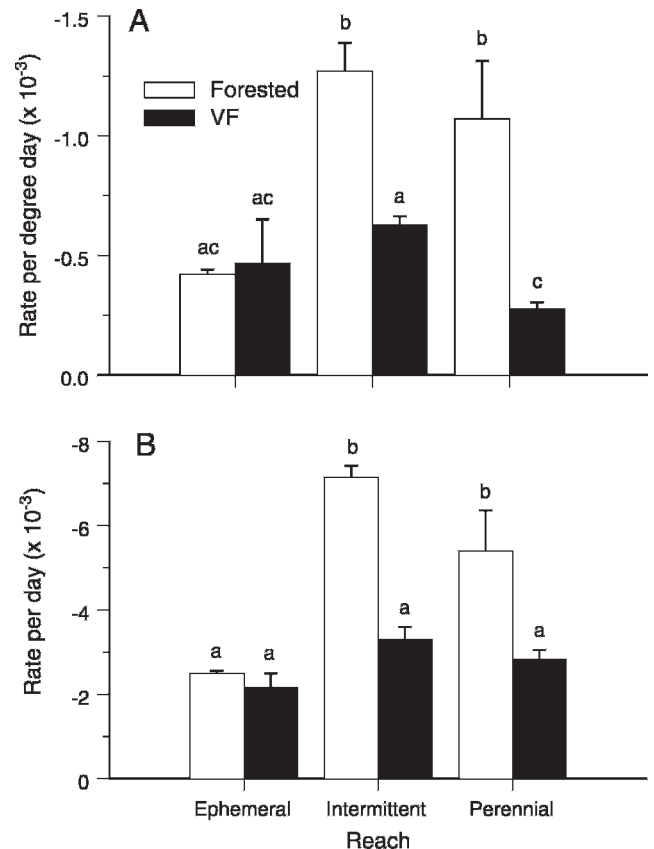 A
Rate per degree day (x 10⁻³)
-1.5
-1.0
-0.5
0.0
Forested
VF
ac
ac
b
a
b
c
B
Rate per day (x 10⁻³)
-8
-6
-4
-2
0
a
a
b
a
b
a
Ephemeral Intermittent Perennial
Reach